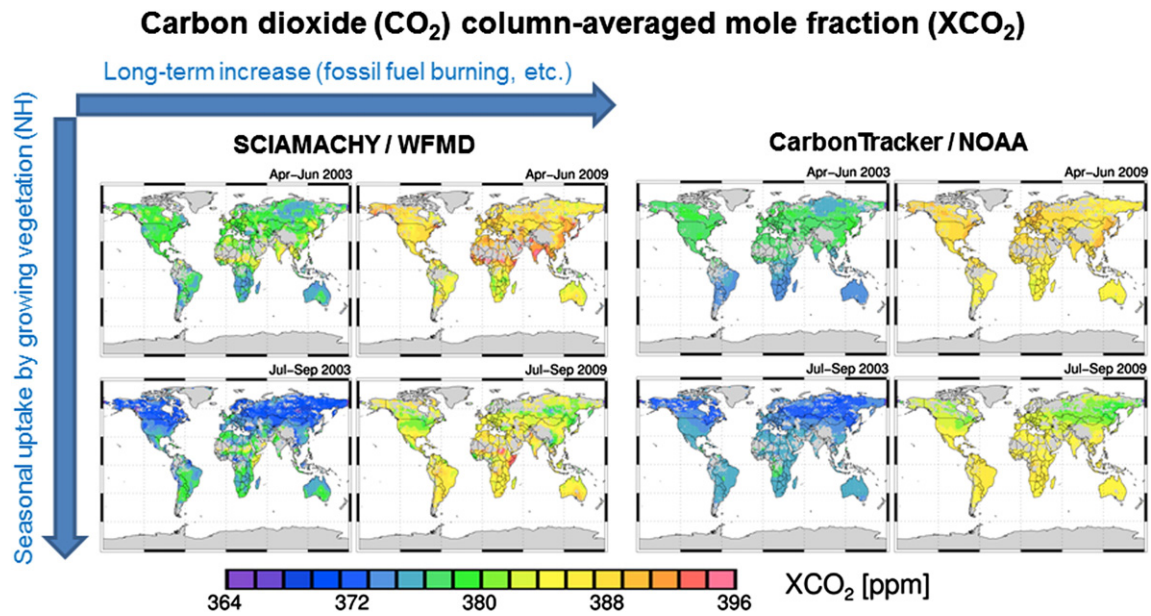 Carbon dioxide (CO₂) column-averaged mole fraction (XCO₂)
Long-term increase (fossil fuel burning, etc.)
Seasonal uptake by growing vegetation (NH)
SCIAMACHY / WFMD
CarbonTracker / NOAA
Apr–Jun 2003
Apr–Jun 2009
Apr–Jun 2003
Apr–Jun 2009
Jul–Sep 2003
Jul–Sep 2009
Jul–Sep 2003
Jul–Sep 2009
364 372 380 388 396
XCO₂ [ppm]